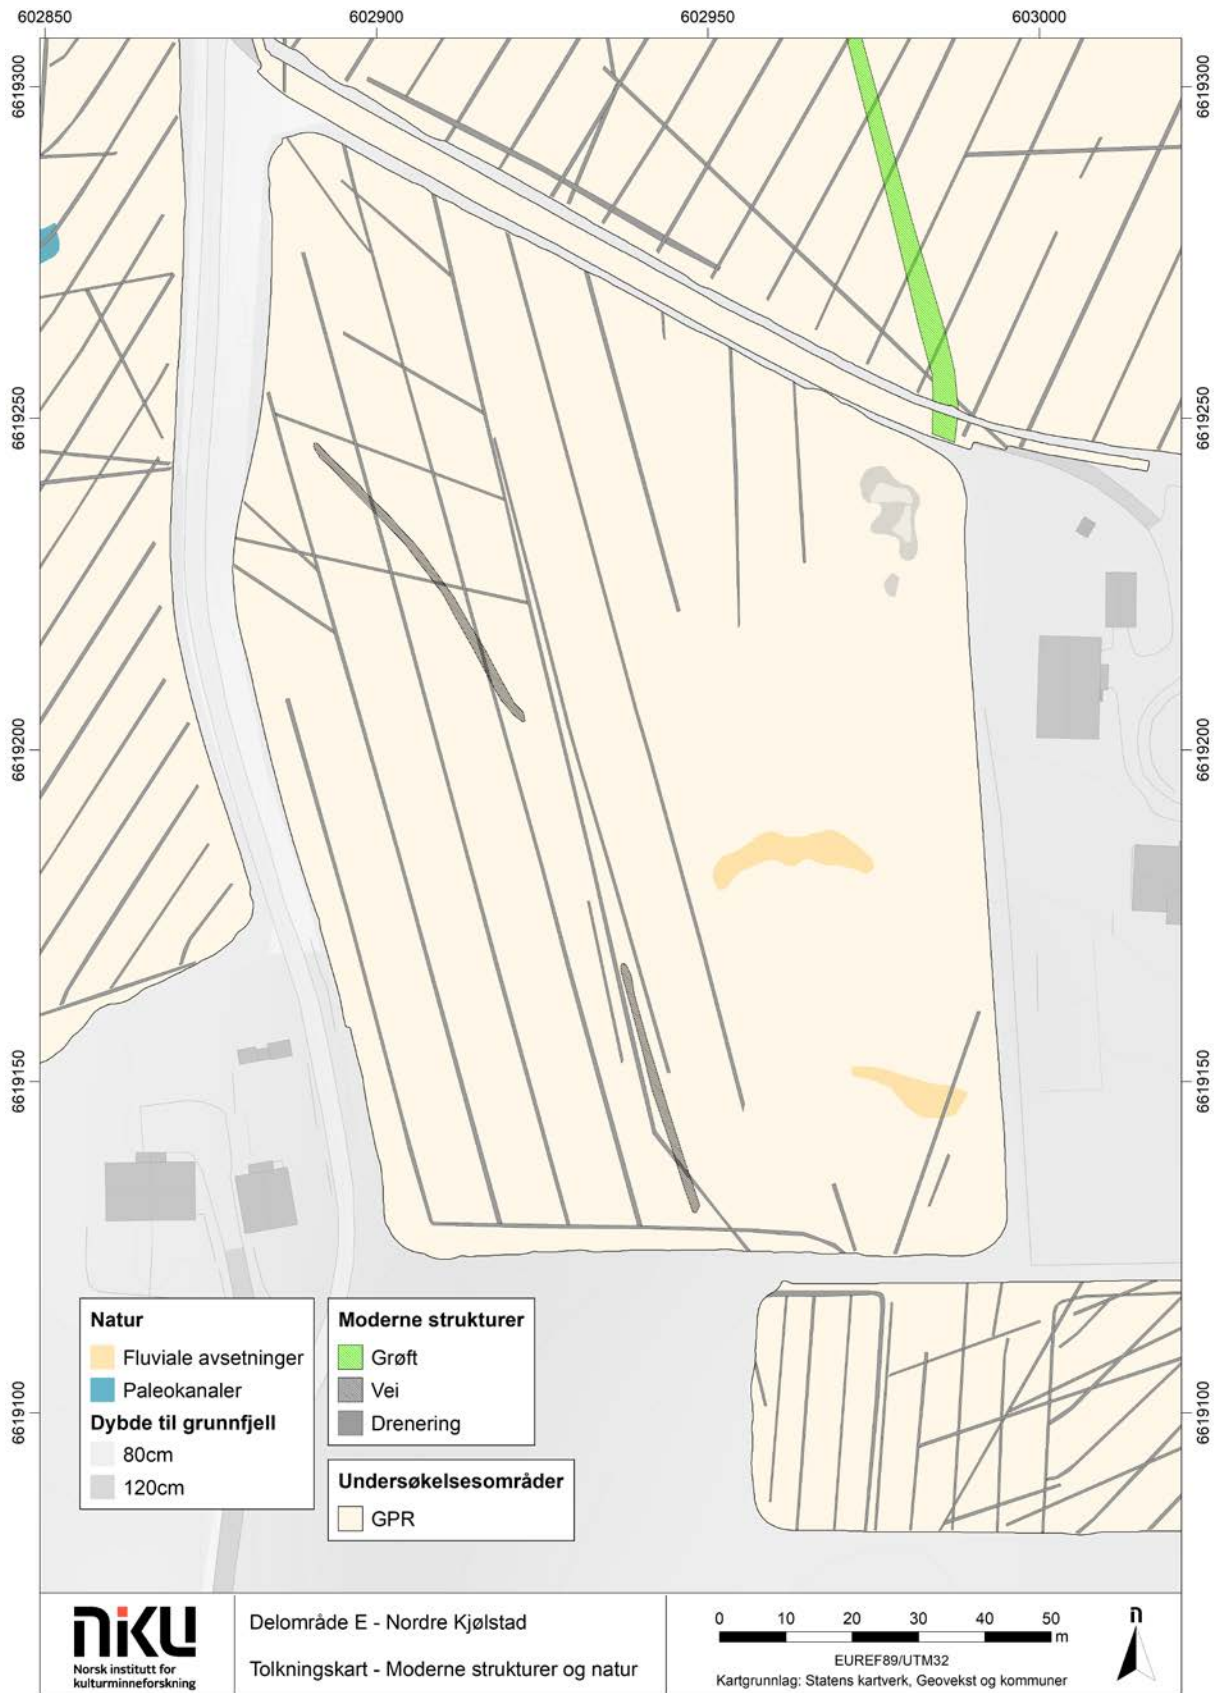 602850
602900
602950
603000
6619300
6619300
6619250
6619250
6619200
6619200
6619150
6619150
6619100
6619100
Natur
Fluviale avsetninger
Paleokanaler
Dybde til grunnfjell
80cm
120cm
Moderne strukturer
Grøft
Vei
Drenering
Undersøkelsesområder
GPR
niKU
Norsk institutt for
kulturminneforskning
Delområde E - Nordre Kjølstad
Tolkningskart - Moderne strukturer og natur
0 10 20 30 40 50
m
EUREF89/UTM32
Kartgrunnlag: Statens kartverk, Geovekst og kommuner
n